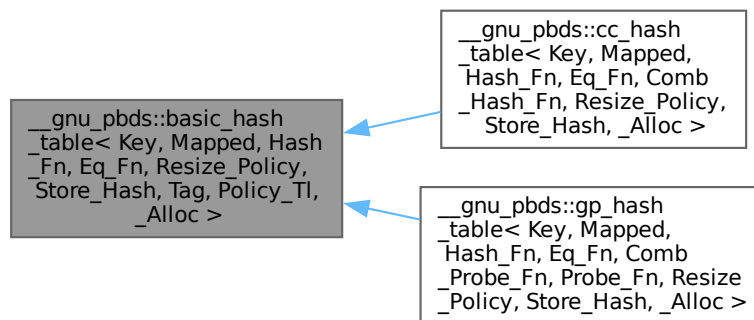 __gnu_pbds::basic_hash
_table< Key, Mapped, Hash
_Fn, Eq_Fn, Resize_Policy,
Store_Hash, Tag, Policy_Tl,
_Alloc >
__gnu_pbds::cc_hash
_table< Key, Mapped,
Hash_Fn, Eq_Fn, Comb
_Hash_Fn, Resize_Policy,
Store_Hash, _Alloc >
__gnu_pbds::gp_hash
_table< Key, Mapped,
Hash_Fn, Eq_Fn, Comb
_Probe_Fn, Probe_Fn, Resize
_Policy, Store_Hash, _Alloc >